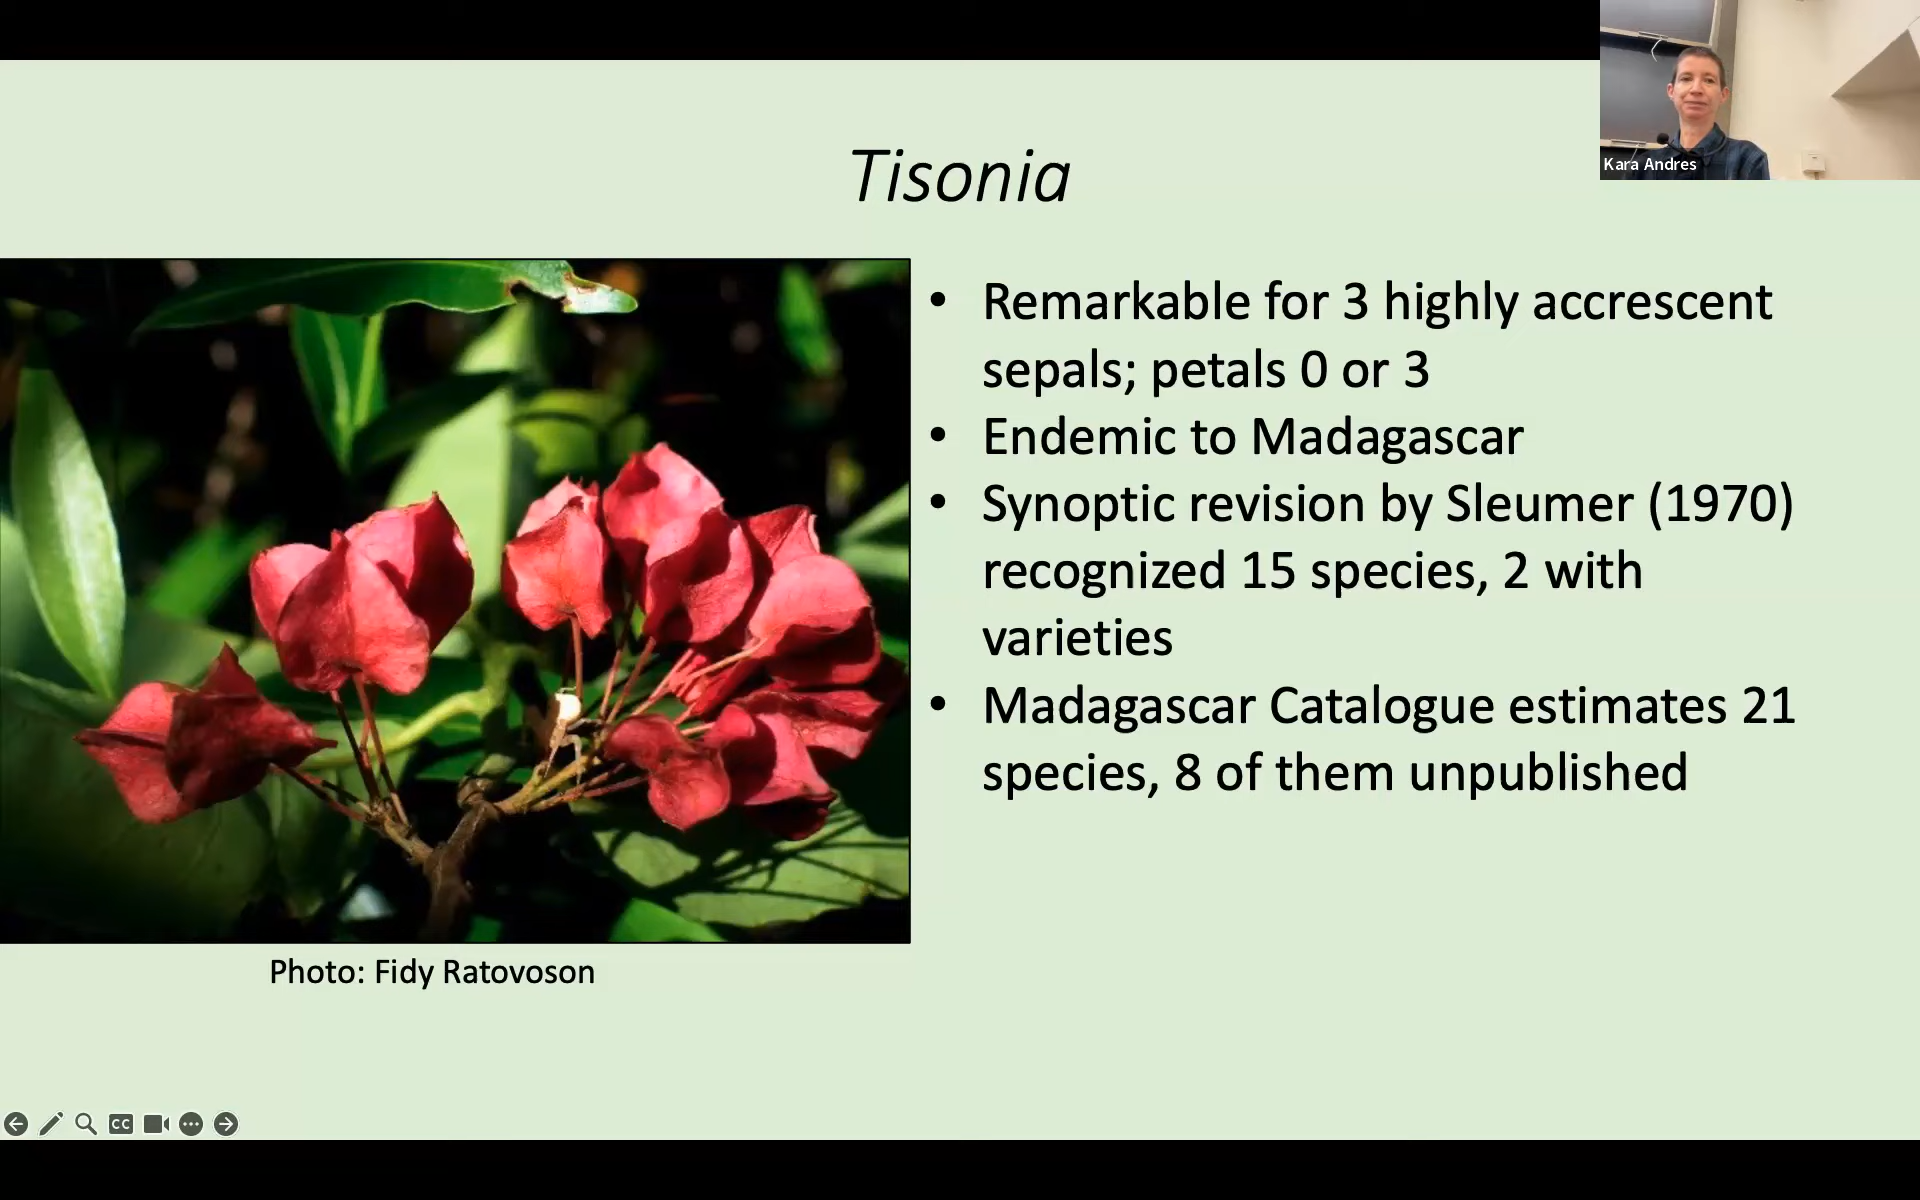 Kara Andres
Tisonia
• Remarkable for 3 highly accrescent
sepals; petals 0 or 3
• Endemic to Madagascar
• Synoptic revision by Sleumer (1970)
recognized 15 species, 2 with
varieties
• Madagascar Catalogue estimates 21
species, 8 of them unpublished
Photo: Fidy Ratovoson
CC